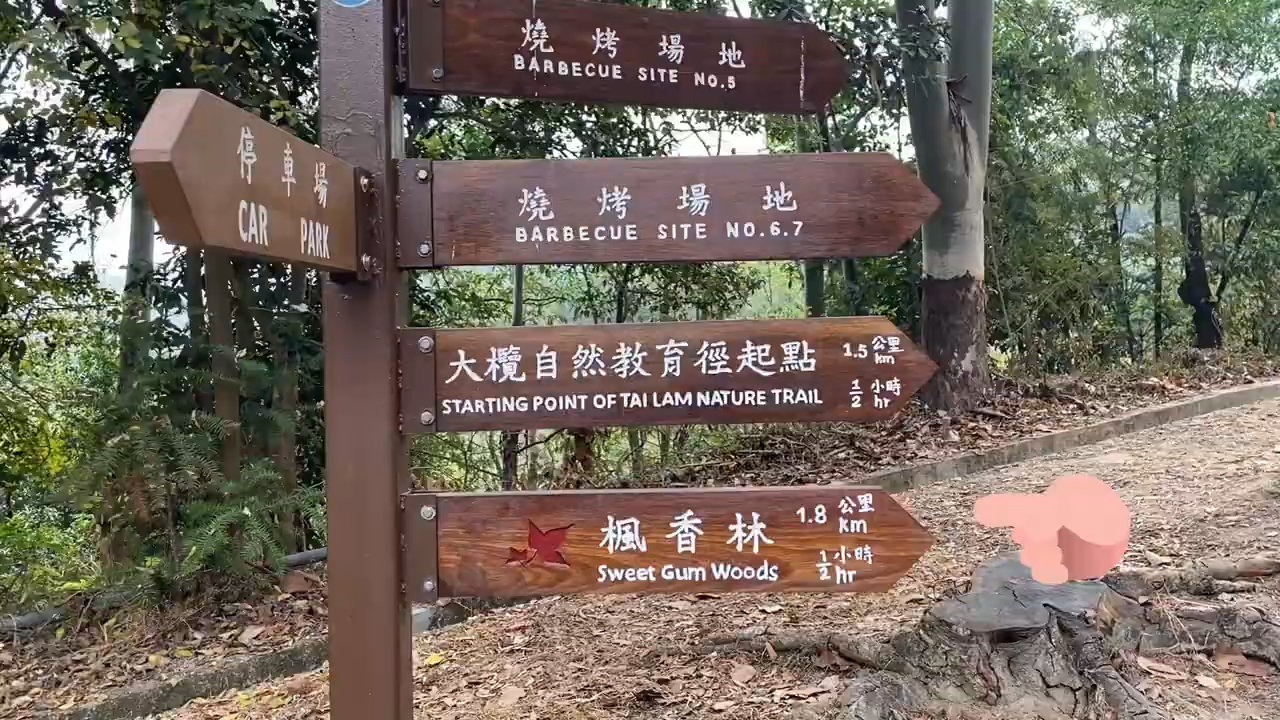 燒烤場地
BARBECUE SITE NO.5
停車場
CAR PARK
燒烤場地
BARBECUE SITE NO.6.7
大欖自然教育徑起點
STARTING POINT OF TAI LAM NATURE TRAIL
1.5 公里 km
1/2 小時 hr
楓香林
Sweet Gum Woods
1.8 公里 km
1/2 小時 hr